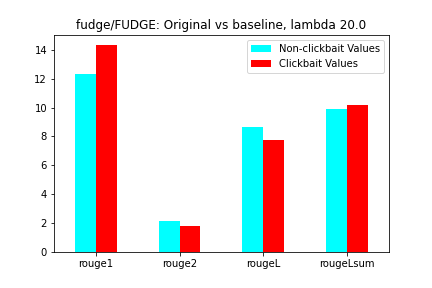 fudge/FUDGE: Original vs baseline, lambda 20.0
Non-clickbait Values
Clickbait Values
14
12
10
8
6
4
2
0
rouge1 rouge2 rougeL rougeLsum